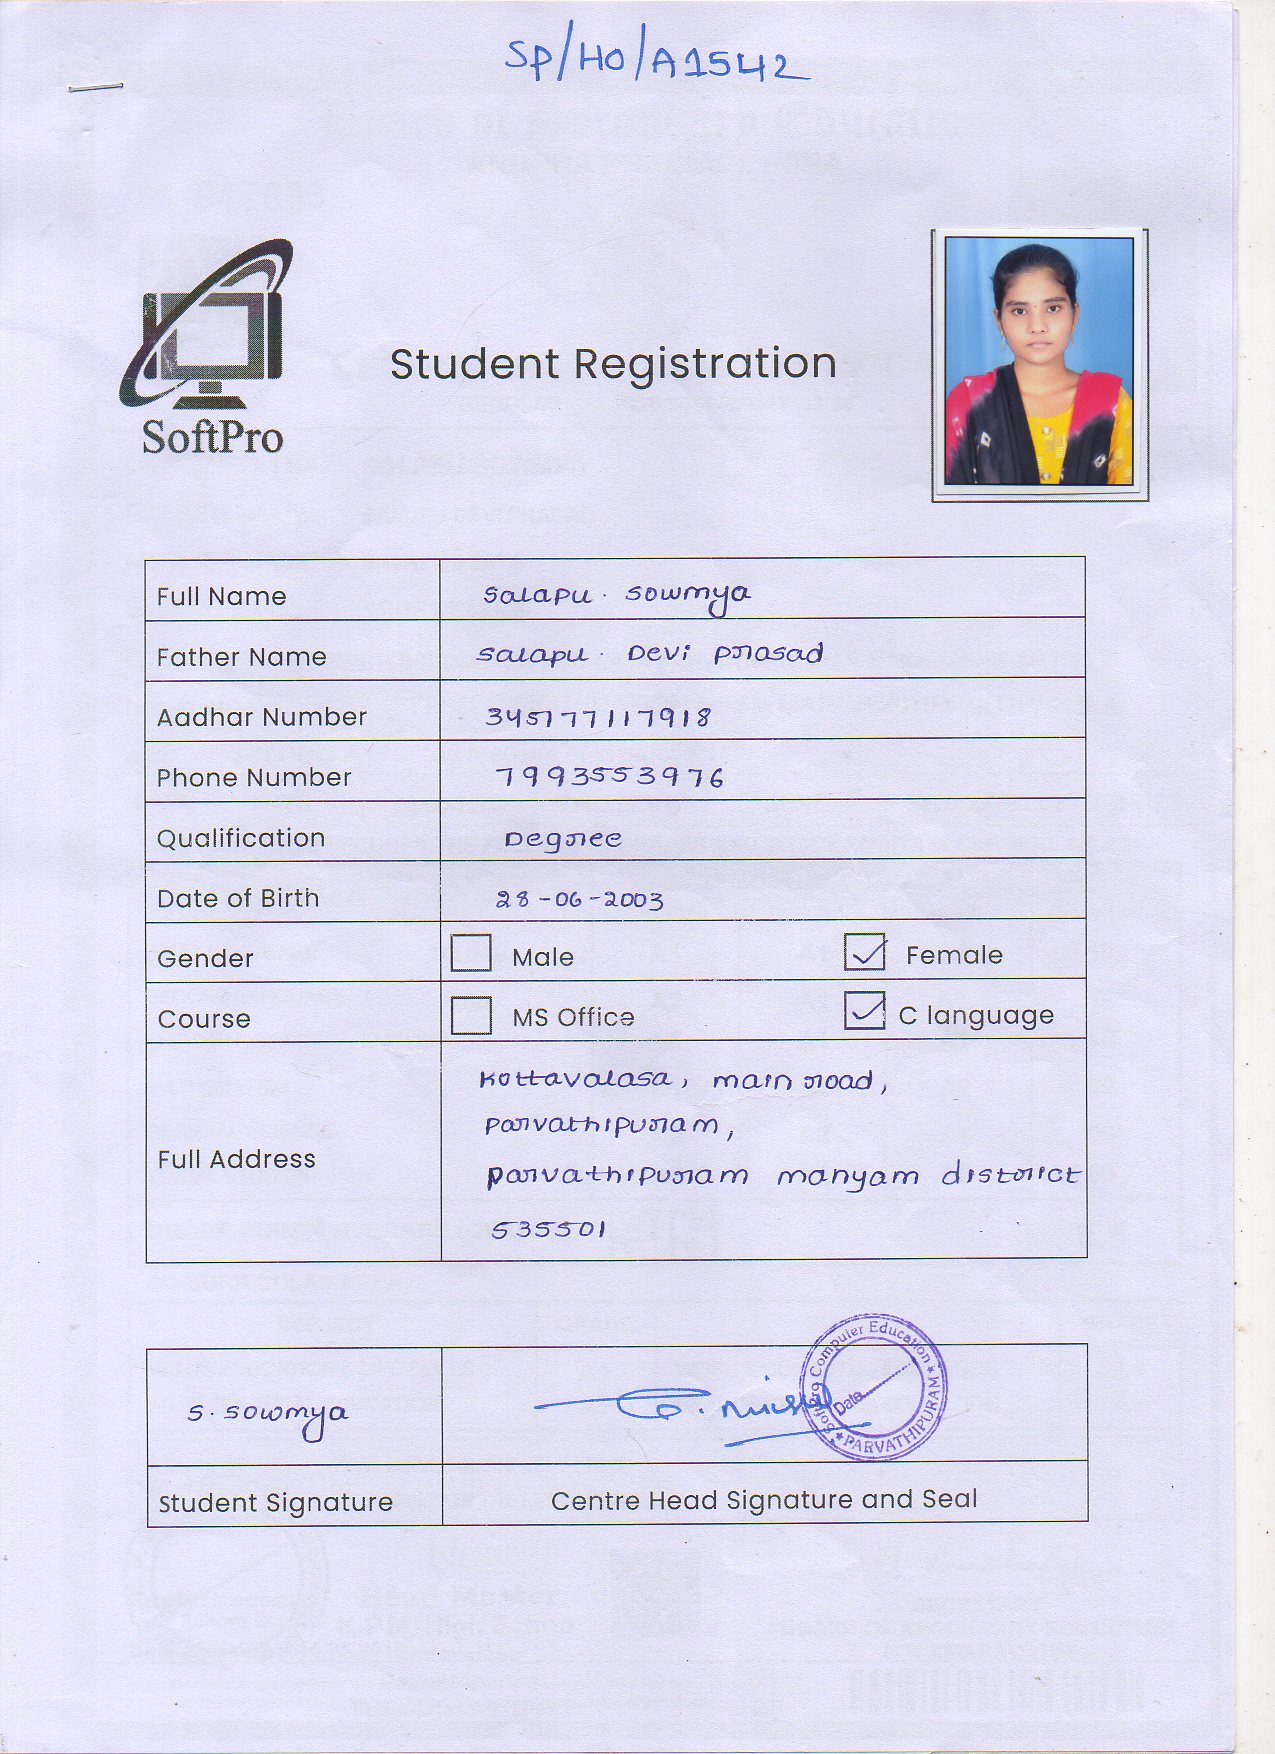 SP/HO/A1542
SoftPro
Student Registration
Full Name Salapu. Sowmya
Father Name Salapu. Devi prasad
Aadhar Number 345177117918
Phone Number 7993553976
Qualification Degree
Date of Birth 28-06-2003
Gender Male Female
Course MS Office C language
Full Address
Kottavalasa, main road,
parvathipuram,
parvathipuram manyam district
535501
S. Sowmya
SoftPro Computer Education * PARVATHIPURAM *
Date
Student Signature Centre Head Signature and Seal